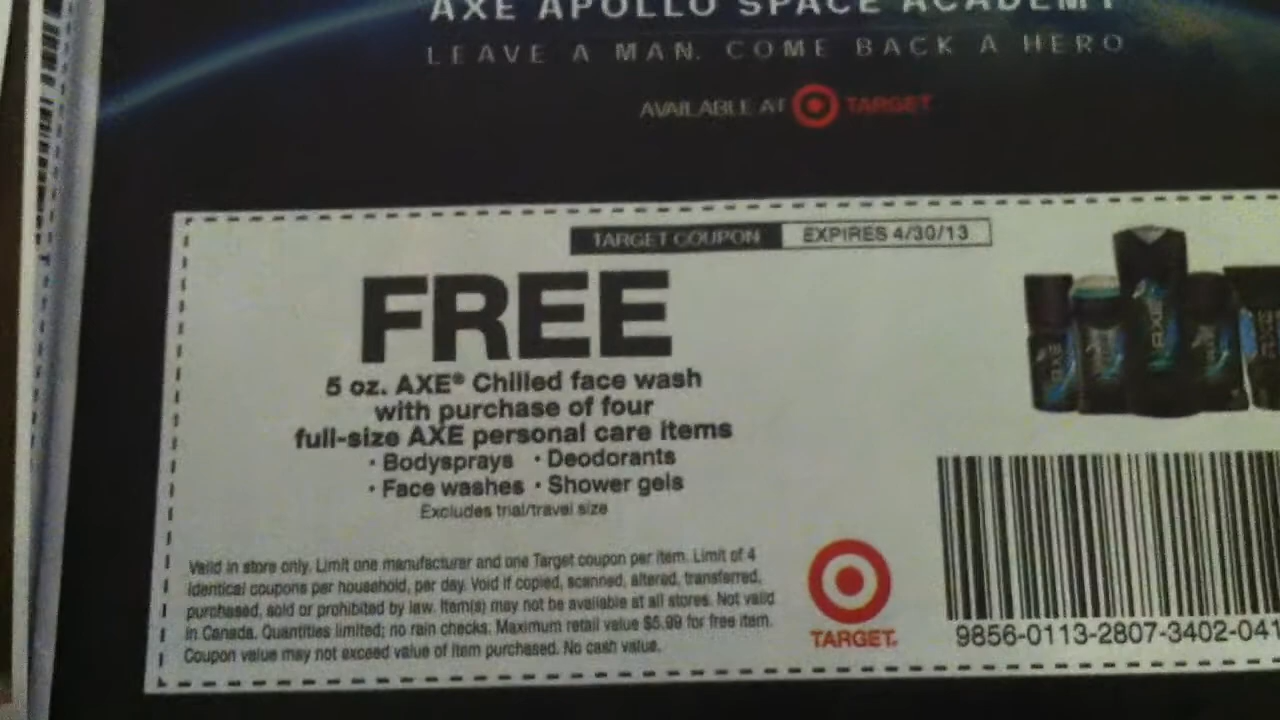 AXE APOLLO SPACE ACADEMY
LEAVE A MAN. COME BACK A HERO
AVAILABLE AT TARGET
TARGET COUPON EXPIRES 4/30/13
FREE
5 oz. AXE® Chilled face wash
with purchase of four
full-size AXE personal care items
• Bodysprays • Deodorants
• Face washes • Shower gels
Excludes trial/travel size
Valid in store only. Limit one manufacturer and one Target coupon per item. Limit of 4
identical coupons per household, per day. Void if copied, scanned, altered, transferred,
purchased, sold or prohibited by law. Item(s) may not be available at all stores. Not valid
in Canada. Quantities limited; no rain checks. Maximum retail value $5.99 for free item.
Coupon value may not exceed value of item purchased. No cash value.
TARGET.
9856-0113-2807-3402-041
AXE
AXE